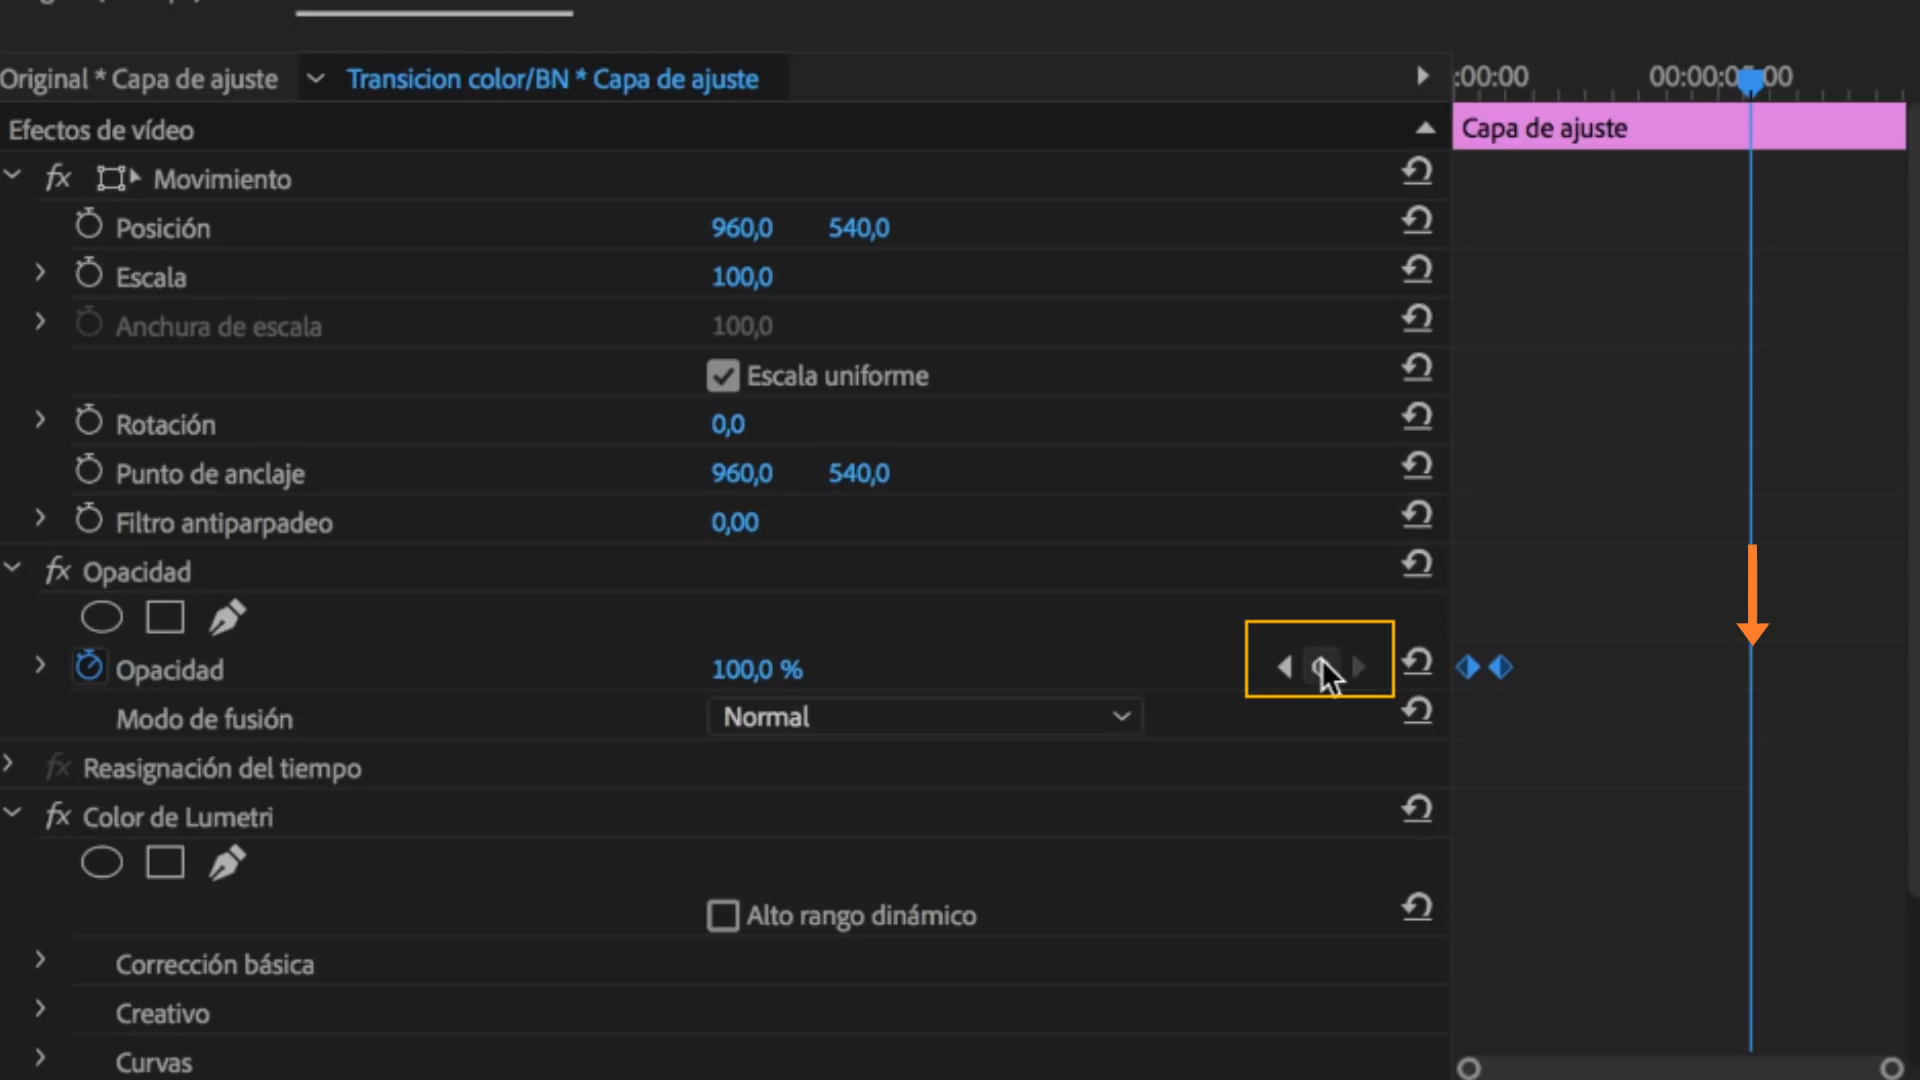 Original * Capa de ajuste
Transicion color/BN * Capa de ajuste
:00:00
Efectos de vídeo
Capa de ajuste
fx Movimiento
Posición 960,0 540,0
Escala 100,0
Anchura de escala 100,0
Escala uniforme
Rotación 0,0
Punto de anclaje 960,0 540,0
Filtro antiparpadeo 0,00
fx Opacidad
Opacidad 100,0 %
Modo de fusión Normal
fx Reasignación del tiempo
fx Color de Lumetri
Alto rango dinámico
Corrección básica
Creativo
Curvas